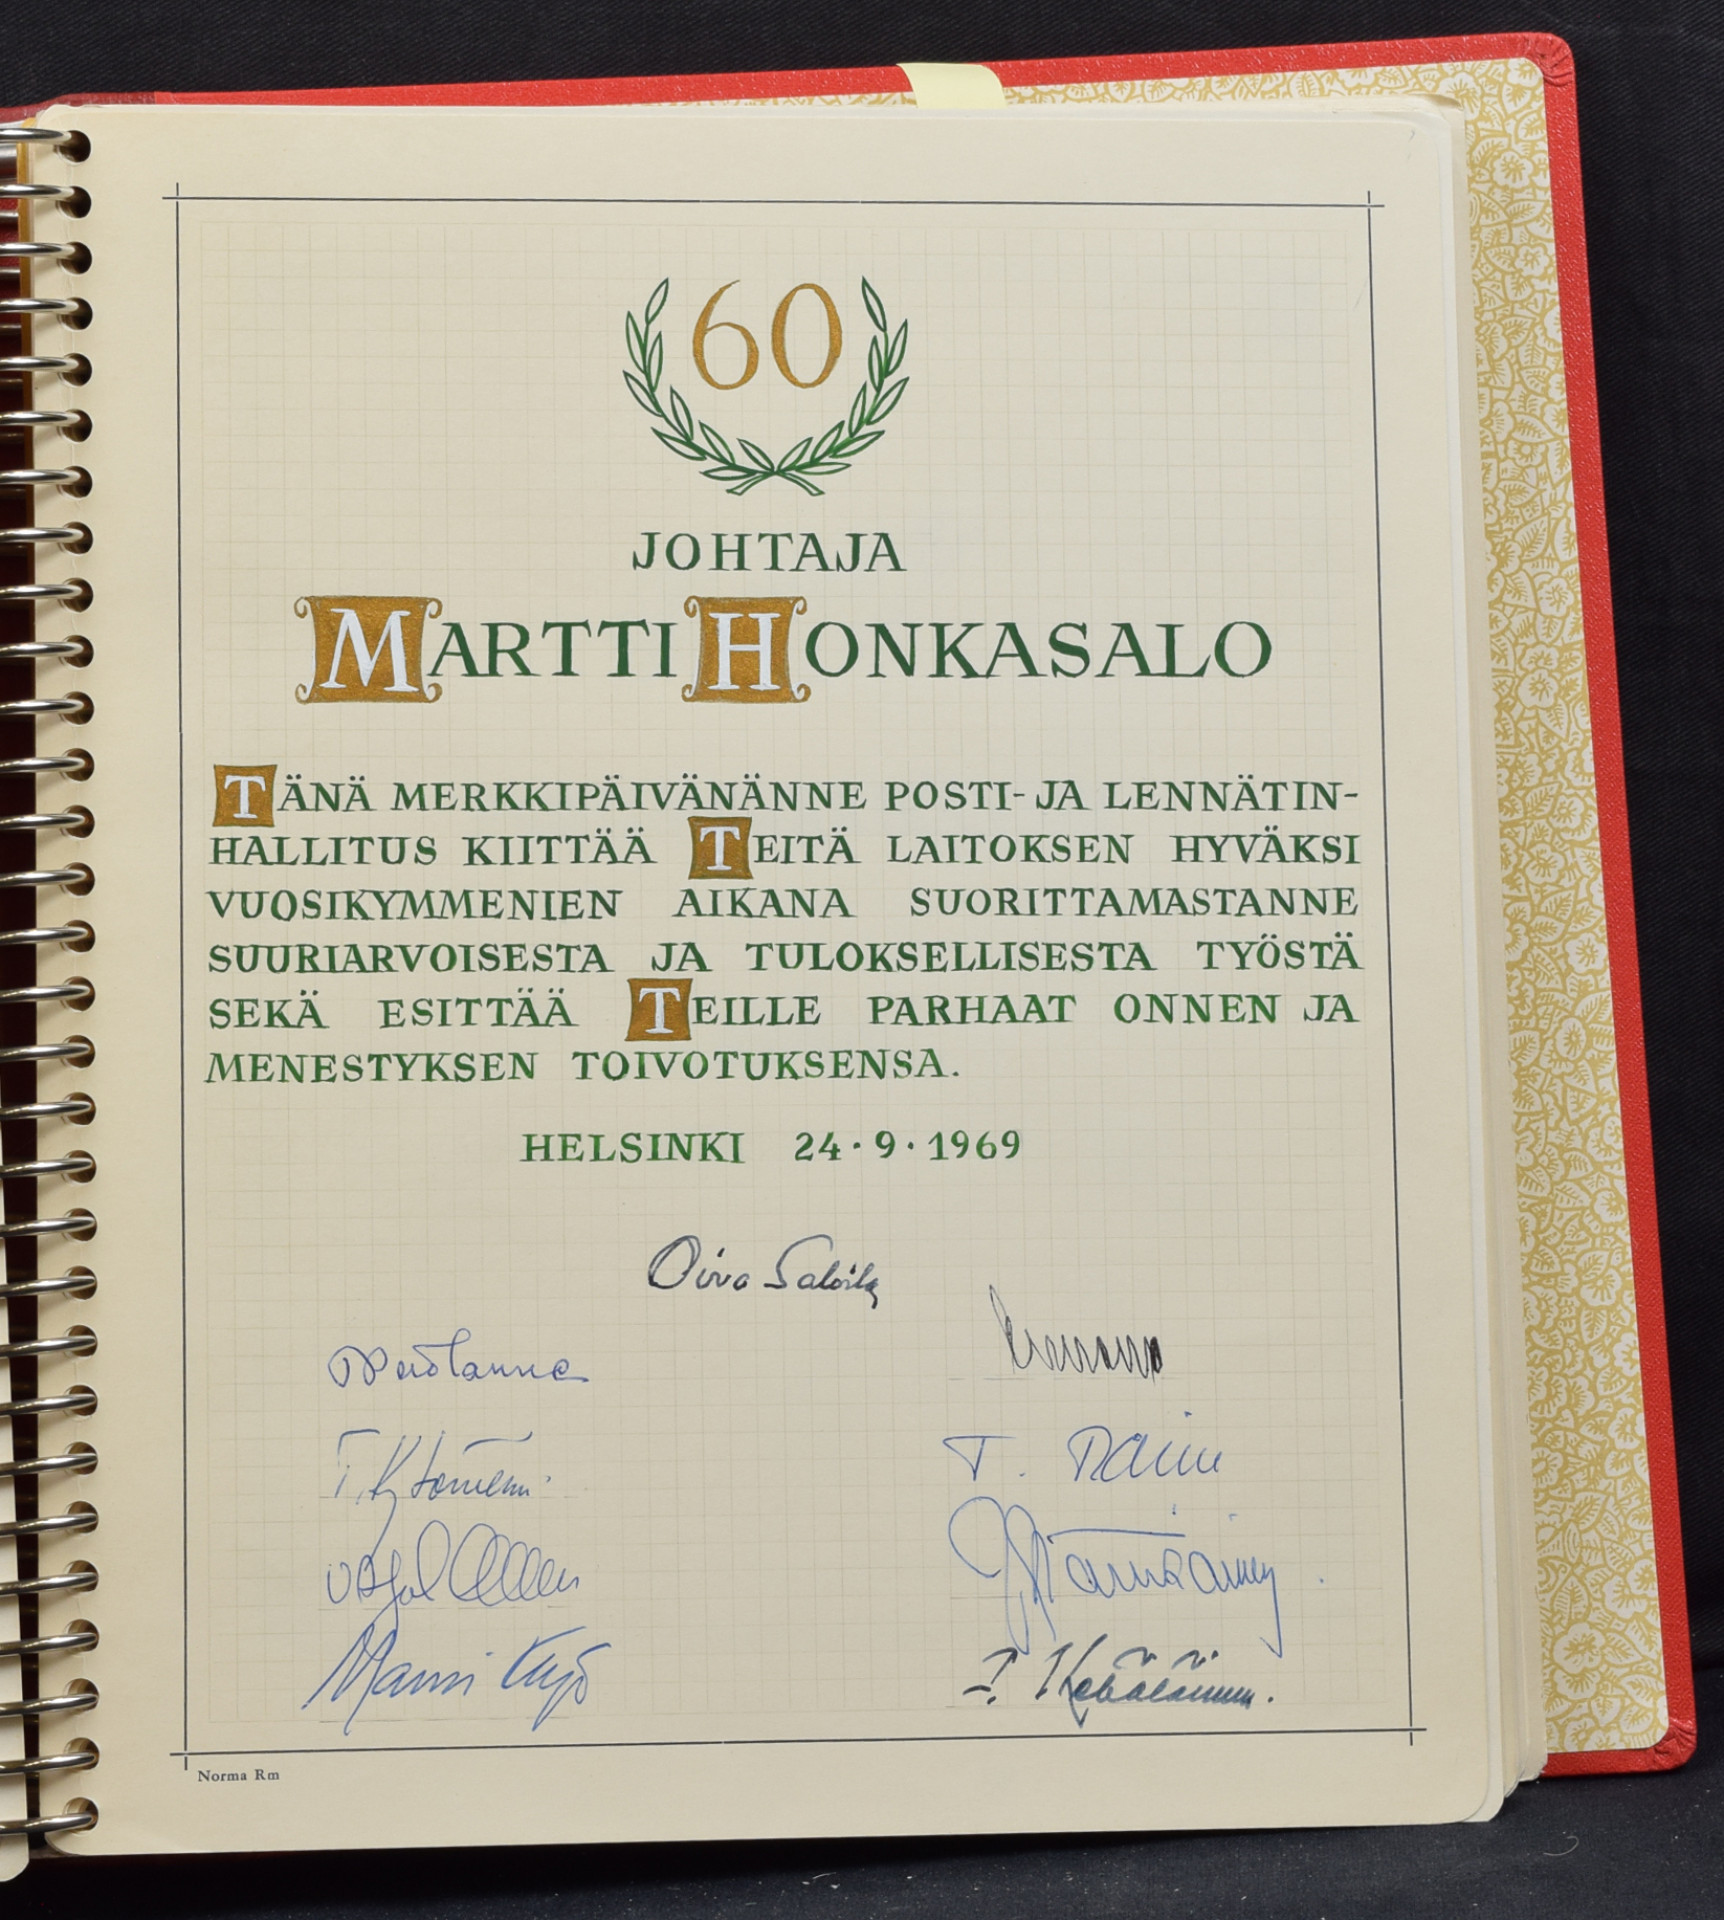 60
JOHTAJA
MARTTI HONKASALO
TÄNÄ MERKKIPÄIVÄNÄNNE POSTI- JA LENNÄTIN-
HALLITUS KIITTÄÄ TEITÄ LAITOKSEN HYVÄKSI
VUOSIKYMMENIEN AIKANA SUORITTAMASTANNE
SUURIARVOISESTA JA TULOKSELLISESTA TYÖSTÄ
SEKÄ ESITTÄÄ TEILLE PARHAAT ONNEN JA
MENESTYKSEN TOIVOTUKSENSA.
HELSINKI 24·9·1969
Oiva Saloila
Norma Rm